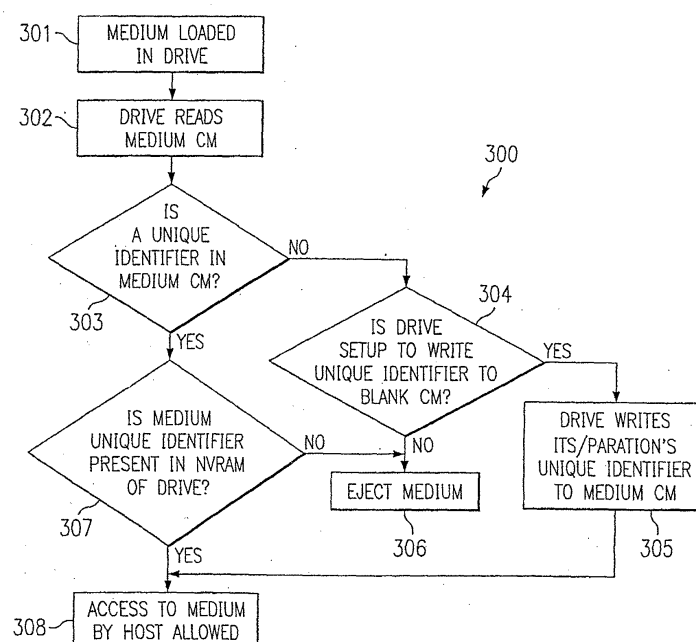 301
MEDIUM LOADED
IN DRIVE
302
DRIVE READS
MEDIUM CM
300
IS
A UNIQUE
IDENTIFIER IN
MEDIUM CM?
NO
303
YES
304
IS DRIVE
SETUP TO WRITE
UNIQUE IDENTIFIER TO
BLANK CM?
YES
NO
IS MEDIUM
UNIQUE IDENTIFIER
PRESENT IN NVRAM
OF DRIVE?
NO
307
YES
EJECT MEDIUM
306
DRIVE WRITES
ITS/PARATION'S
UNIQUE IDENTIFIER
TO MEDIUM CM
305
308
ACCESS TO MEDIUM
BY HOST ALLOWED